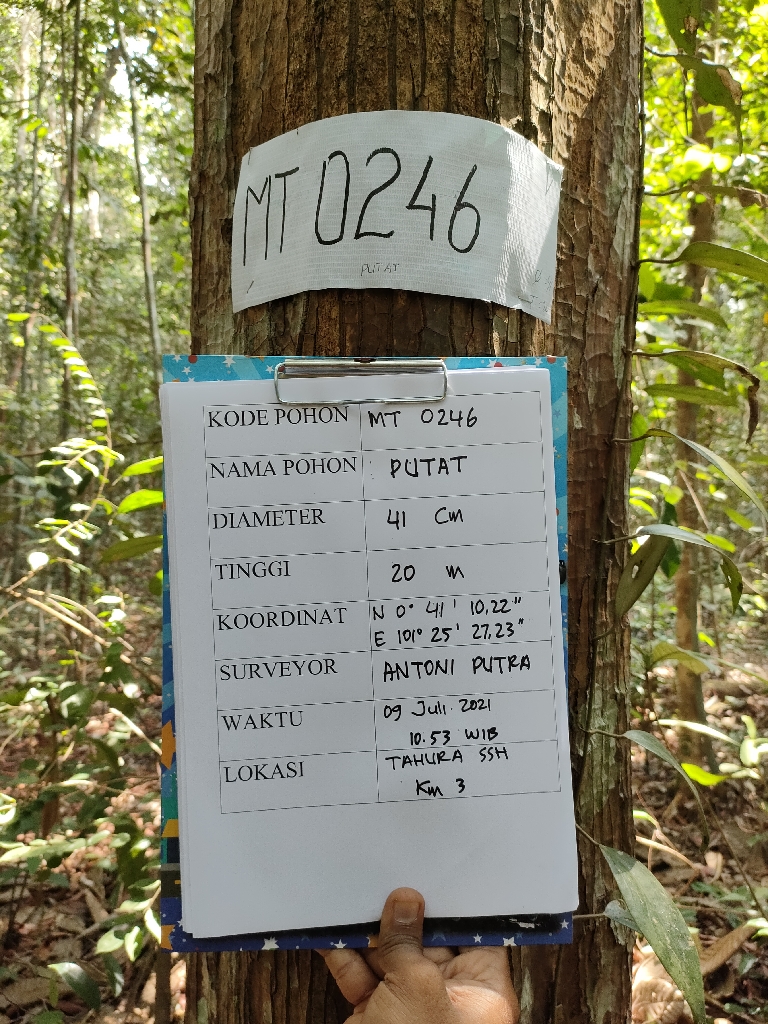 MT 0246
PUTAT
KODE POHON MT 0246
NAMA POHON : PUTAT
DIAMETER 41 Cm
TINGGI 20 m
KOORDINAT N 0° 41' 10,22"
E 101° 25' 27,23"
SURVEYOR ANTONI PUTRA
WAKTU 09 Juli 2021
10.53 WIB
LOKASI TAHURA SSH
Km 3